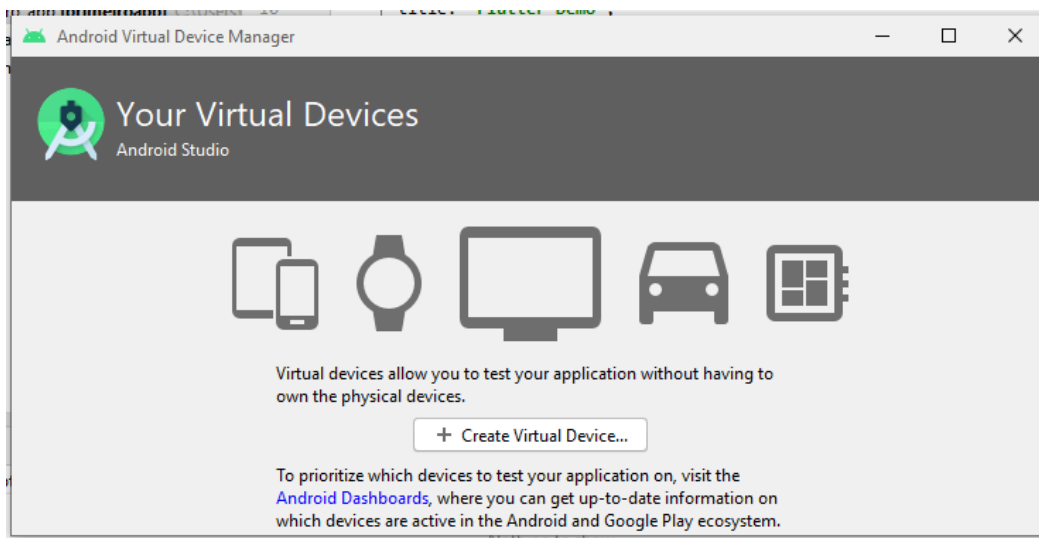 title: 'Flutter Demo',
Android Virtual Device Manager
Your Virtual Devices
Android Studio
Virtual devices allow you to test your application without having to
own the physical devices.
+ Create Virtual Device...
To prioritize which devices to test your application on, visit the
Android Dashboards, where you can get up-to-date information on
which devices are active in the Android and Google Play ecosystem.